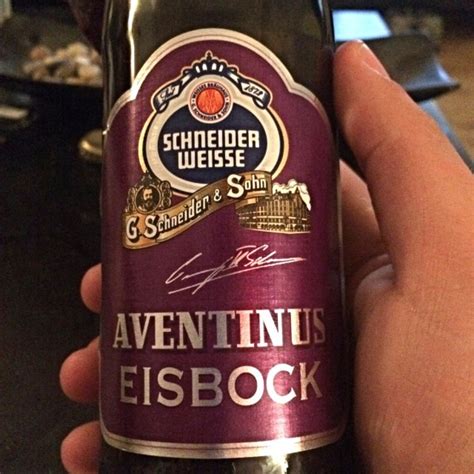 SCHNEIDER
WEISSE
G. Schneider & Sohn
AVENTINUS
EISBOCK